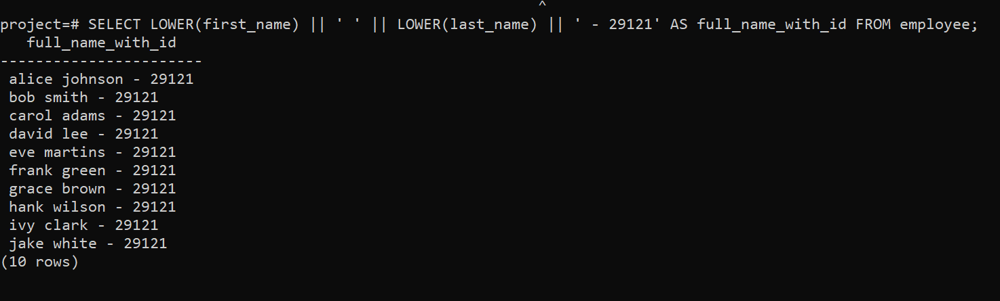 ^
project=# SELECT LOWER(first_name) || ' ' || LOWER(last_name) || ' - 29121' AS full_name_with_id FROM employee;
full_name_with_id
-----------------------
alice johnson - 29121
bob smith - 29121
carol adams - 29121
david lee - 29121
eve martins - 29121
frank green - 29121
grace brown - 29121
hank wilson - 29121
ivy clark - 29121
jake white - 29121
(10 rows)